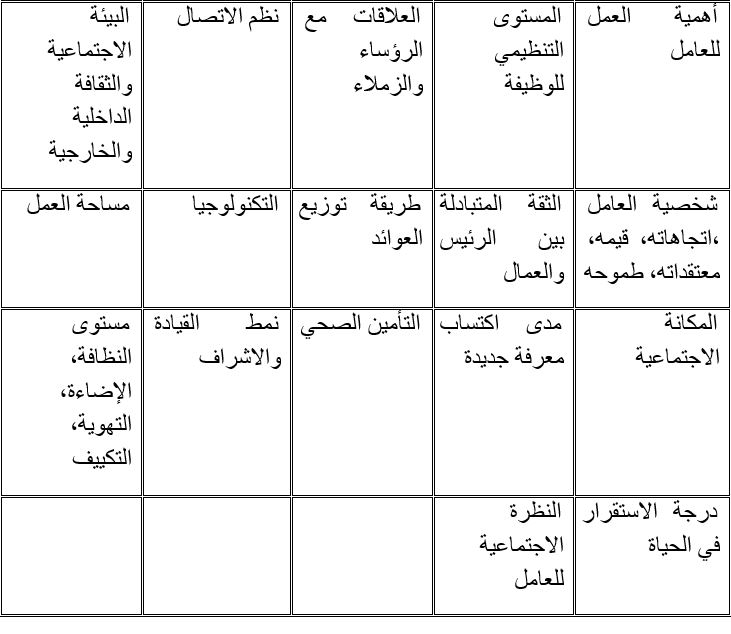 أهمية العمل
للعامل
المستوى
التنظيمي
للوظيفة
العلاقات مع
الرؤساء
والزملاء
نظم الاتصال
البيئة
الاجتماعية
والثقافة
الداخلية
والخارجية
شخصية العامل
،اتجاهاته، قيمه،
معتقداته، طموحه
الثقة المتبادلة
بين الرئيس
والعمال
طريقة توزيع
العوائد
التكنولوجيا
مساحة العمل
المكانة
الاجتماعية
مدى اكتساب
معرفة جديدة
التأمين الصحي
نمط القيادة
والاشراف
مستوى
النظافة،
الإضاءة،
التهوية،
التكييف
درجة الاستقرار
في الحياة
النظرة
الاجتماعية
للعامل